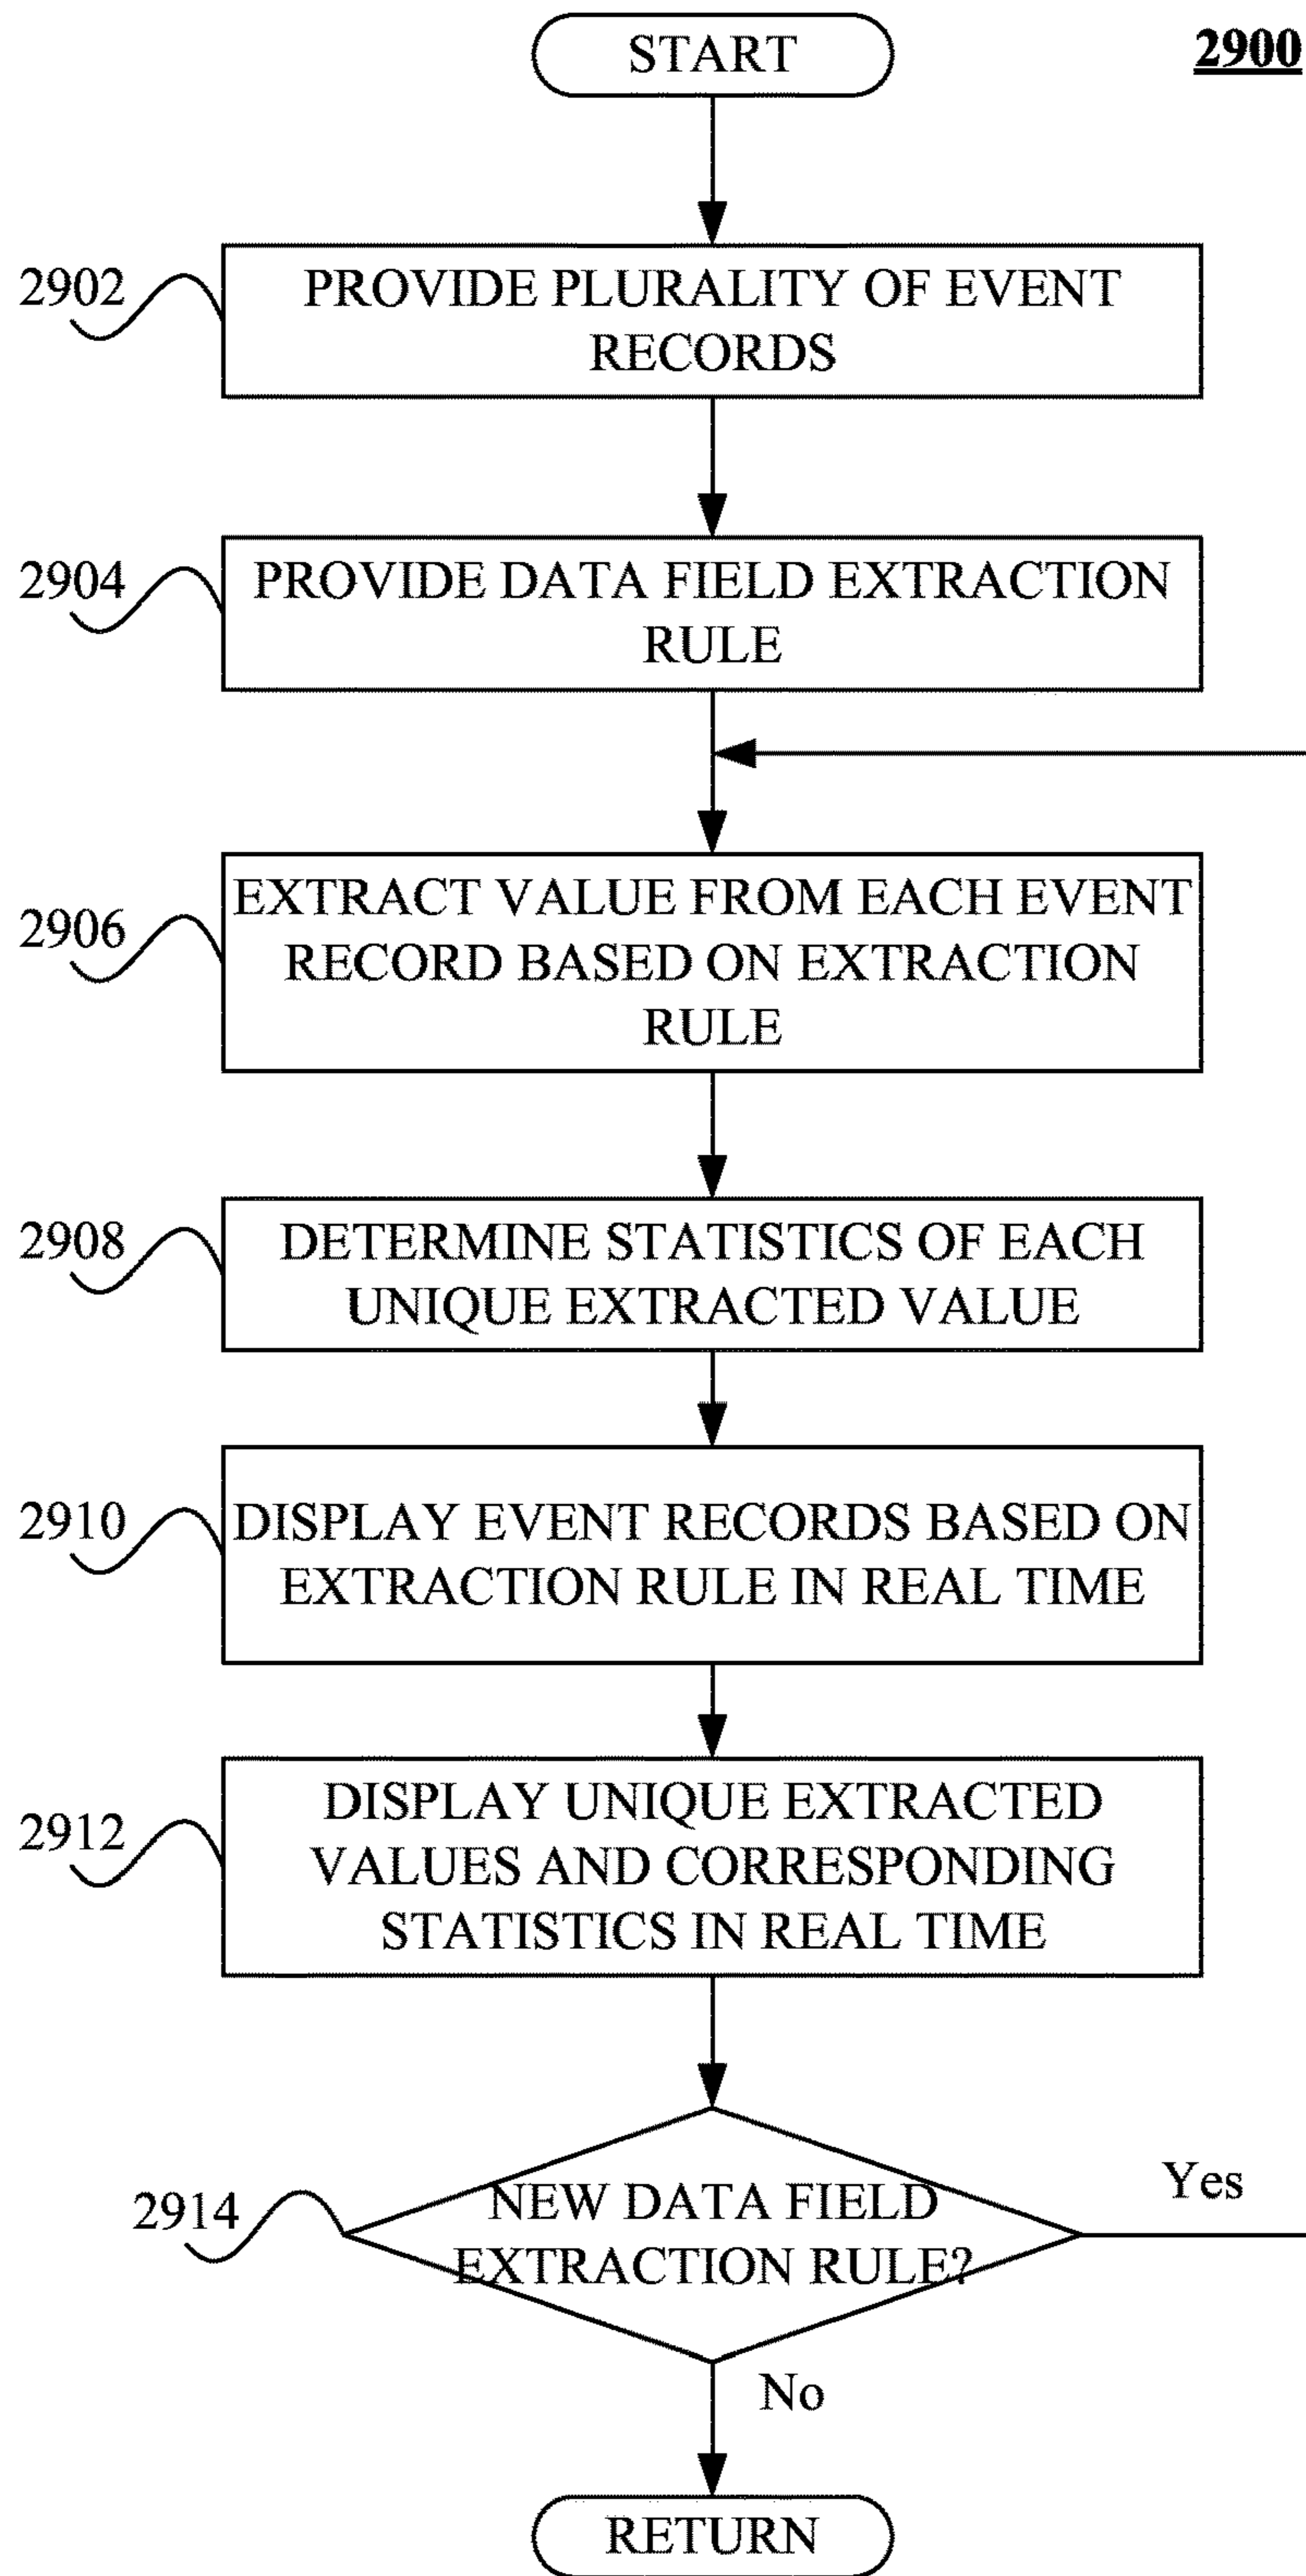 START
2900
2902
PROVIDE PLURALITY OF EVENT
RECORDS
2904
PROVIDE DATA FIELD EXTRACTION
RULE
2906
EXTRACT VALUE FROM EACH EVENT
RECORD BASED ON EXTRACTION
RULE
2908
DETERMINE STATISTICS OF EACH
UNIQUE EXTRACTED VALUE
2910
DISPLAY EVENT RECORDS BASED ON
EXTRACTION RULE IN REAL TIME
2912
DISPLAY UNIQUE EXTRACTED
VALUES AND CORRESPONDING
STATISTICS IN REAL TIME
2914
NEW DATA FIELD
EXTRACTION RULE?
Yes
No
RETURN